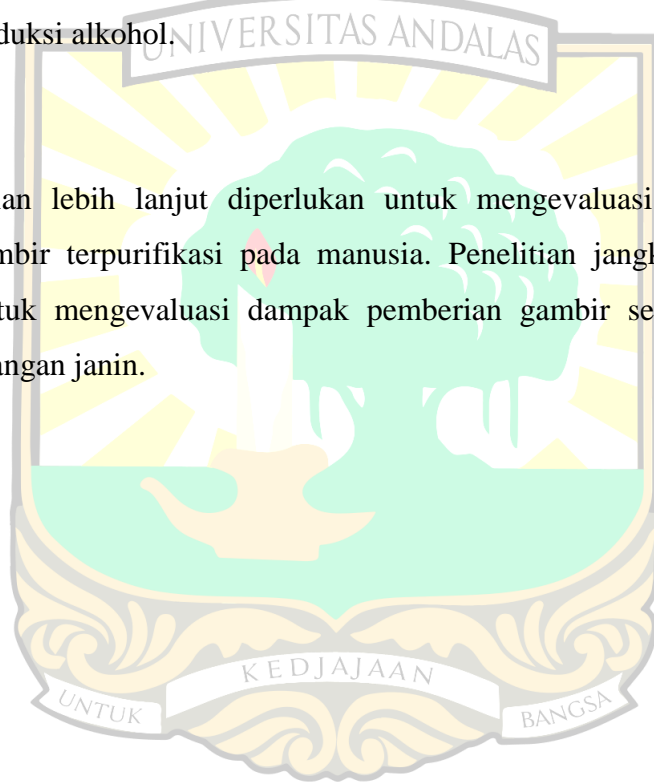 duksi alkohol.
UNIVERSITAS ANDALAS
an lebih lanjut diperlukan untuk mengevaluasi
mbir terpurifikasi pada manusia. Penelitian jangk
tuk mengevaluasi dampak pemberian gambir se
angan janin.
KEDJAJAAN
UNTUK
BANGSA